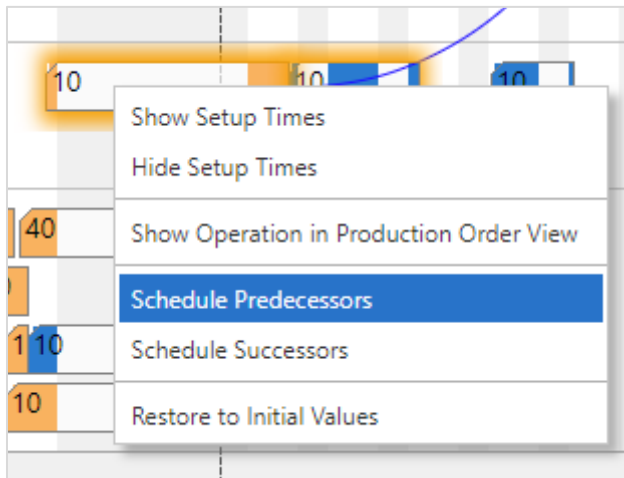 10
10
10
Show Setup Times
Hide Setup Times
40
Show Operation in Production Order View
Schedule Predecessors
1 10
Schedule Successors
10
Restore to Initial Values